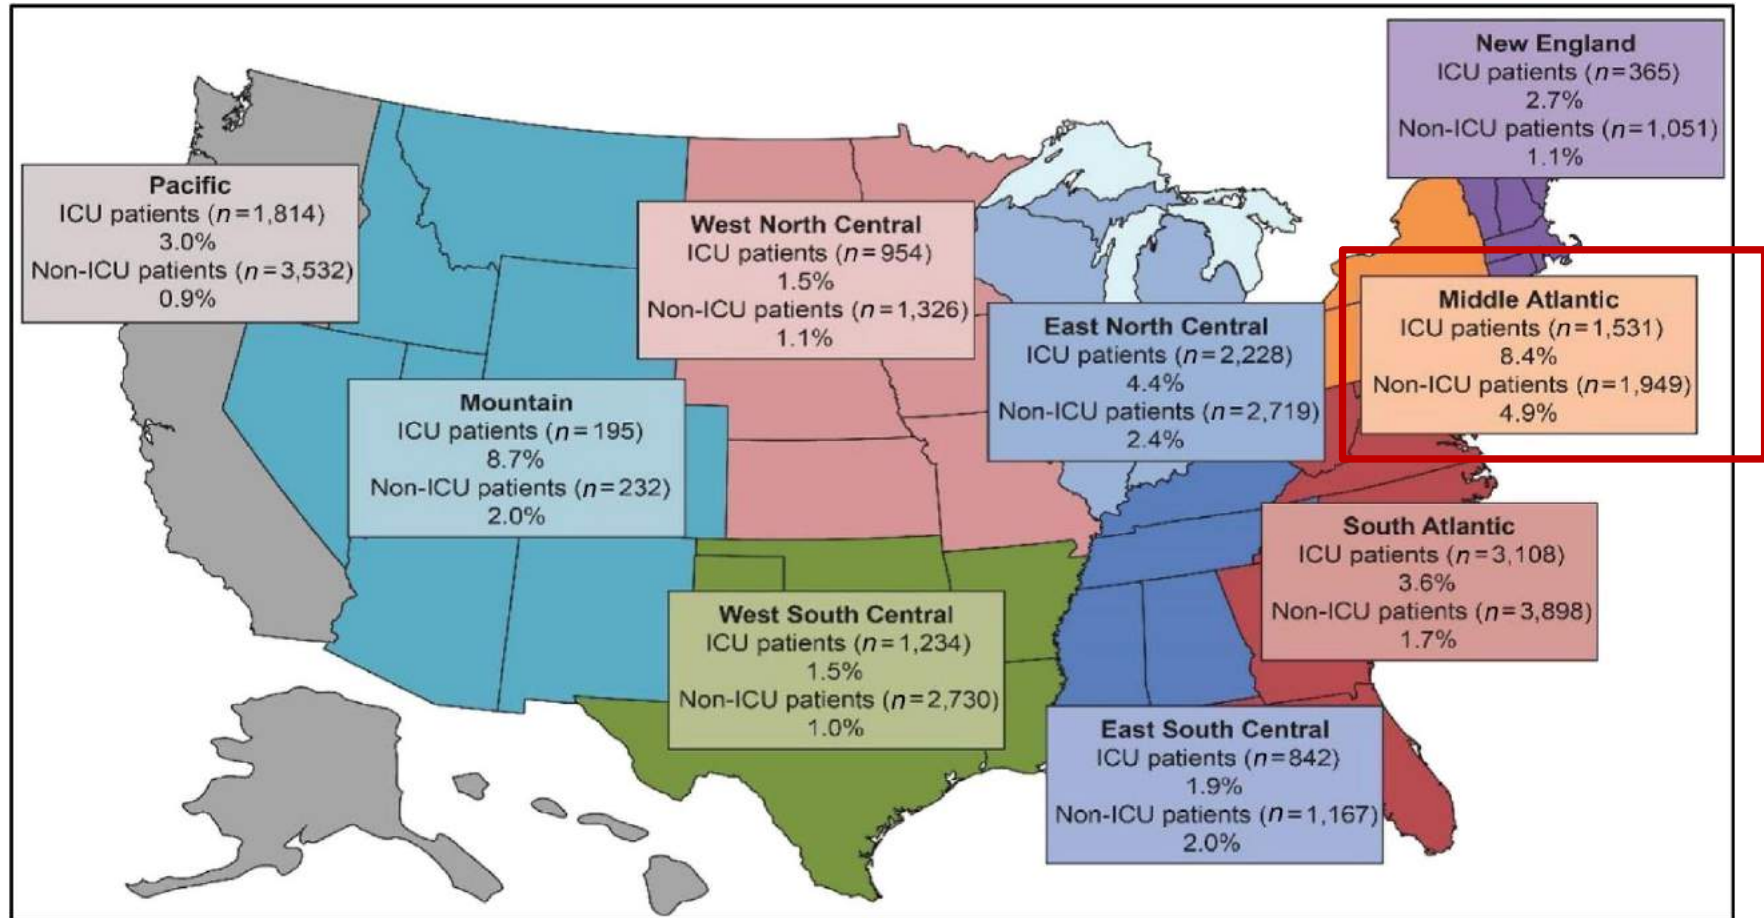 New England
ICU patients (n=365)
2.7%
Non-ICU patients (n=1,051)
1.1%
Pacific
ICU patients (n=1,814)
3.0%
Non-ICU patients (n=3,532)
0.9%
West North Central
ICU patients (n=954)
1.5%
Non-ICU patients (n=1,326)
1.1%
Middle Atlantic
ICU patients (n=1,531)
8.4%
Non-ICU patients (n=1,949)
4.9%
East North Central
ICU patients (n=2,228)
4.4%
Non-ICU patients (n=2,719)
2.4%
Mountain
ICU patients (n=195)
8.7%
Non-ICU patients (n=232)
2.0%
South Atlantic
ICU patients (n=3,108)
3.6%
Non-ICU patients (n=3,898)
1.7%
West South Central
ICU patients (n=1,234)
1.5%
Non-ICU patients (n=2,730)
1.0%
East South Central
ICU patients (n=842)
1.9%
Non-ICU patients (n=1,167)
2.0%